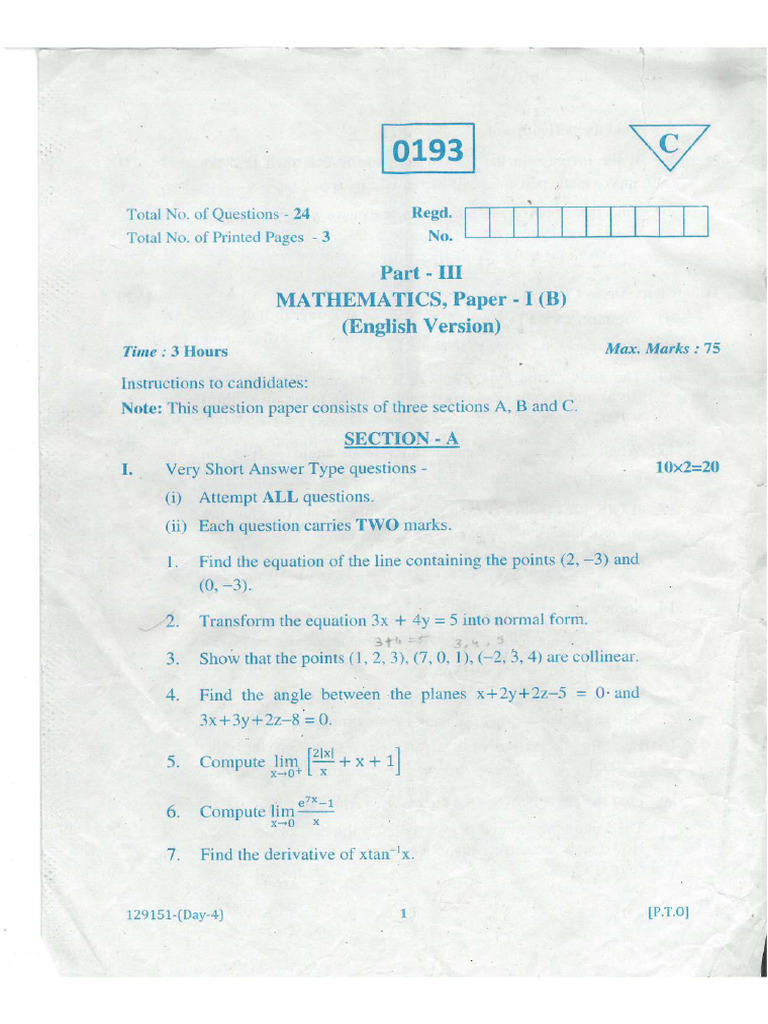 0193
C
Total No. of Questions - 24
Regd.
Total No. of Printed Pages - 3
No.
Part - III
MATHEMATICS, Paper - I (B)
(English Version)
Time : 3 Hours
Max. Marks : 75
Instructions to candidates:
Note: This question paper consists of three sections A, B and C.
SECTION - A
I. Very Short Answer Type questions - 10×2=20
(i) Attempt ALL questions.
(ii) Each question carries TWO marks.
1. Find the equation of the line containing the points (2, –3) and
(0, –3).
2. Transform the equation 3x + 4y = 5 into normal form.
3+4=5 3, 4, 5
3. Show that the points (1, 2, 3), (7, 0, 1), (–2, 3, 4) are collinear.
4. Find the angle between the planes x+2y+2z–5 = 0 and
3x+3y+2z–8 = 0.
5. Compute lim x→0+ [2|x|/x + x + 1]
6. Compute lim x→0 e^7x–1/x
7. Find the derivative of xtan⁻¹x.
129151-(Day-4) 1 [P.T.O]